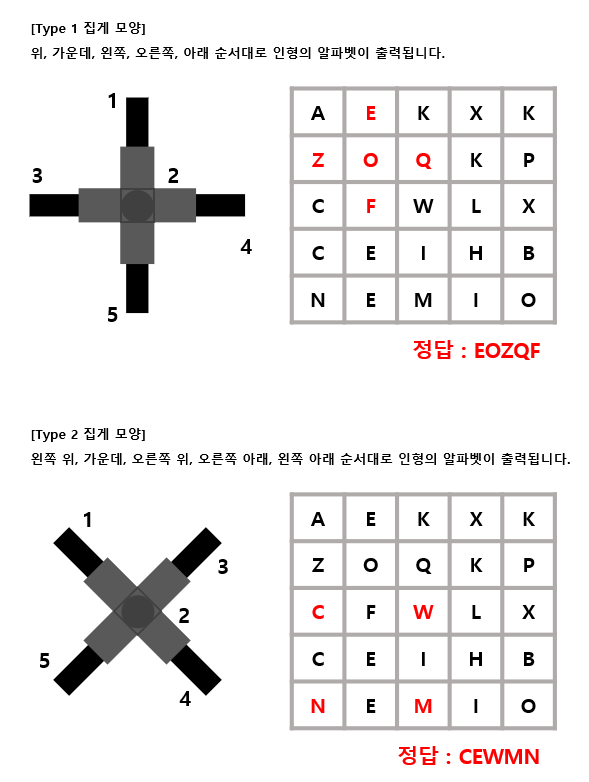 [Type 1 집게 모양]
위, 가운데, 왼쪽, 오른쪽, 아래 순서대로 인형의 알파벳이 출력됩니다.
1
3
2
4
5
A E K X K
Z O Q K P
C F W L X
C E I H B
N E M I O
정답 : EOZQF
[Type 2 집게 모양]
왼쪽 위, 가운데, 오른쪽 위, 오른쪽 아래, 왼쪽 아래 순서대로 인형의 알파벳이 출력됩니다.
1
3
2
5
4
A E K X K
Z O Q K P
C F W L X
C E I H B
N E M I O
정답 : CEWMN